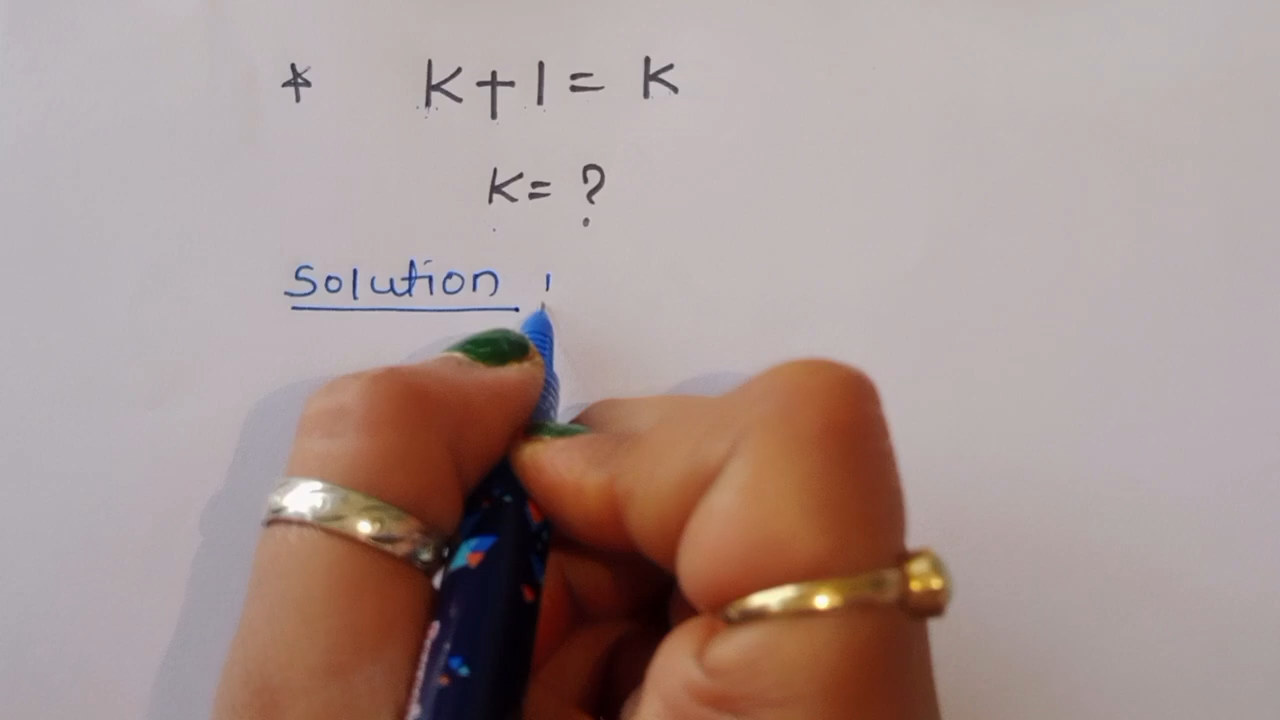 * K+1= K
K= ?
Solution :